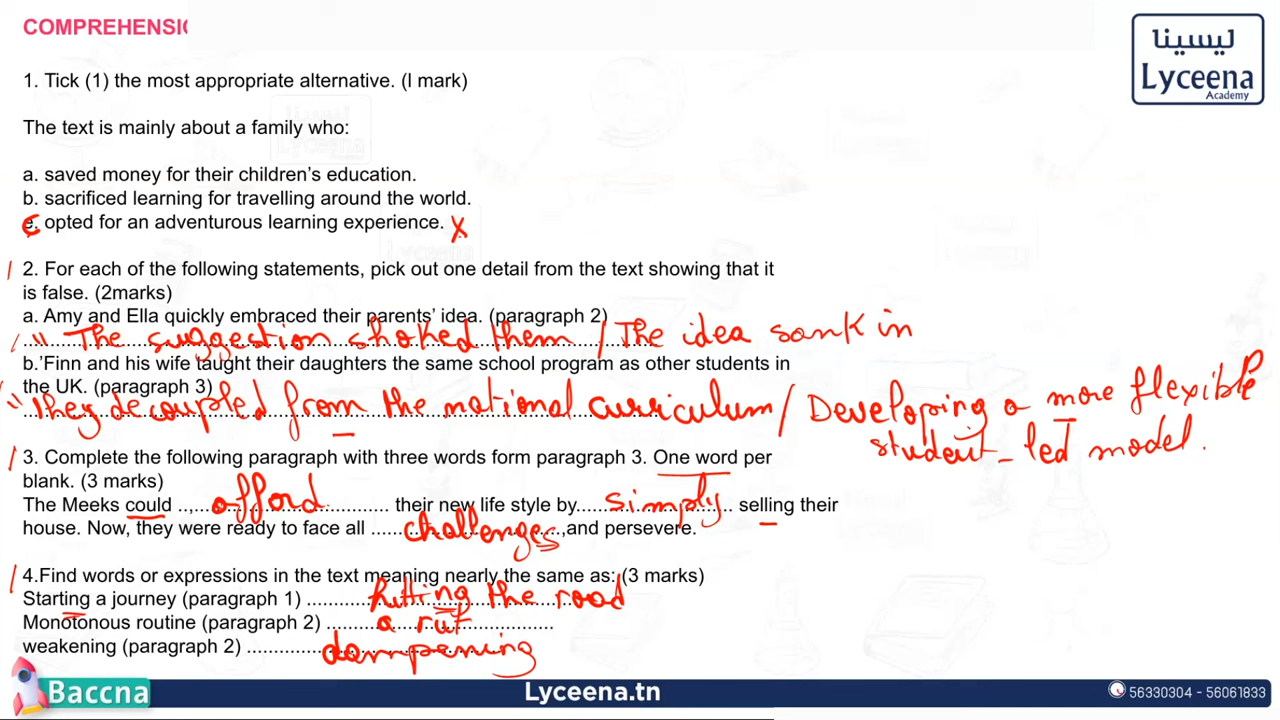 COMPREHENSIO
ليسينا
Lyceena
Academy
1. Tick (1) the most appropriate alternative. (I mark)
The text is mainly about a family who:
a. saved money for their children's education.
b. sacrificed learning for travelling around the world.
c. opted for an adventurous learning experience. X
2. For each of the following statements, pick out one detail from the text showing that it
is false. (2marks)
a. Amy and Ella quickly embraced their parents' idea. (paragraph 2)
" The suggestion shoked them / The idea sank in
b.'Finn and his wife taught their daughters the same school program as other students in
the UK. (paragraph 3)
" They decoupled from the national curriculum / Developing a more flexible
student-led model.
3. Complete the following paragraph with three words form paragraph 3. One word per
blank. (3 marks)
The Meeks could ..,...afford............ their new life style by....simply.... selling their
house. Now, they were ready to face all ....challenges....,and persevere.
4.Find words or expressions in the text meaning nearly the same as: (3 marks)
Starting a journey (paragraph 1) ........... hitting the road
Monotonous routine (paragraph 2) ......... a rut ...............
weakening (paragraph 2) ............... dampening
Baccna
Lyceena.tn
56330304 - 56061833